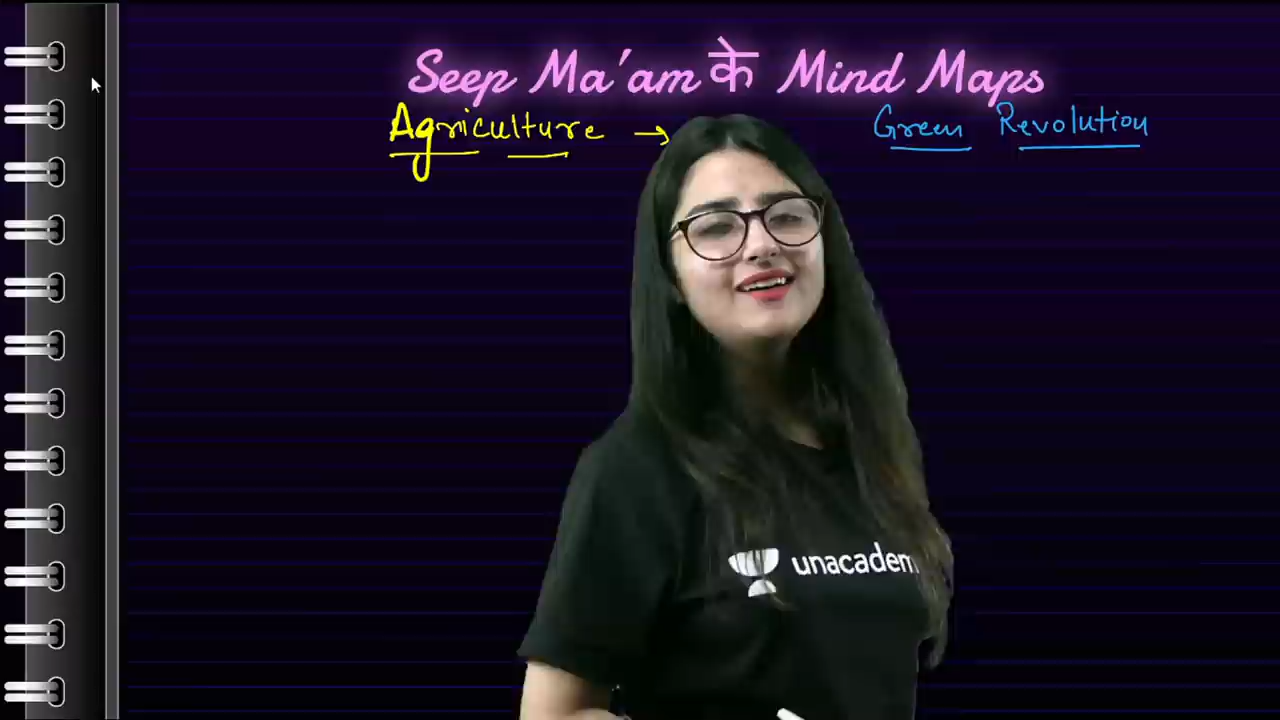 Seep Ma'am के Mind Maps
Agriculture → Green Revolution
unacadem